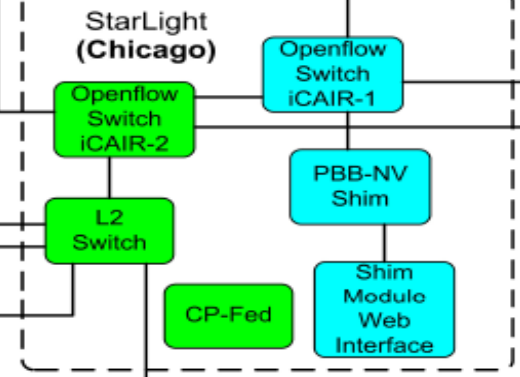 StarLight
(Chicago)
Openflow
Switch
iCAIR-1
Openflow
Switch
iCAIR-2
PBB-NV
Shim
L2
Switch
Shim
Module
Web
Interface
CP-Fed